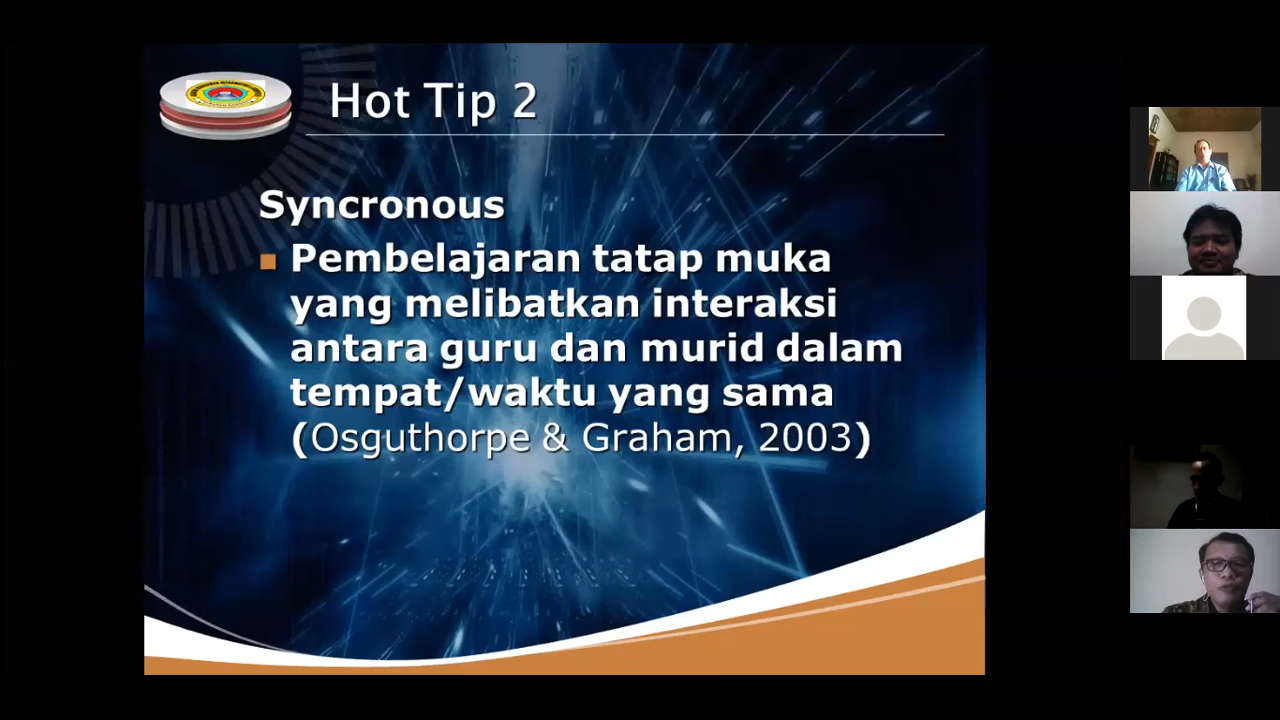 Hot Tip 2
Syncronous
Pembelajaran tatap muka
yang melibatkan interaksi
antara guru dan murid dalam
tempat/waktu yang sama
(Osguthorpe & Graham, 2003)